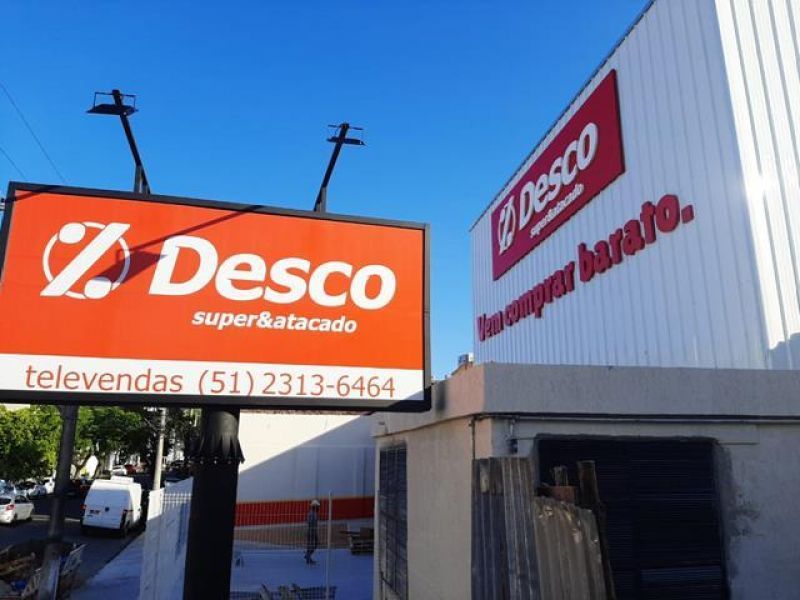 Desco
super&atacado
televendas (51) 2313-6464
Desco
super&atacado
Vem comprar barato.